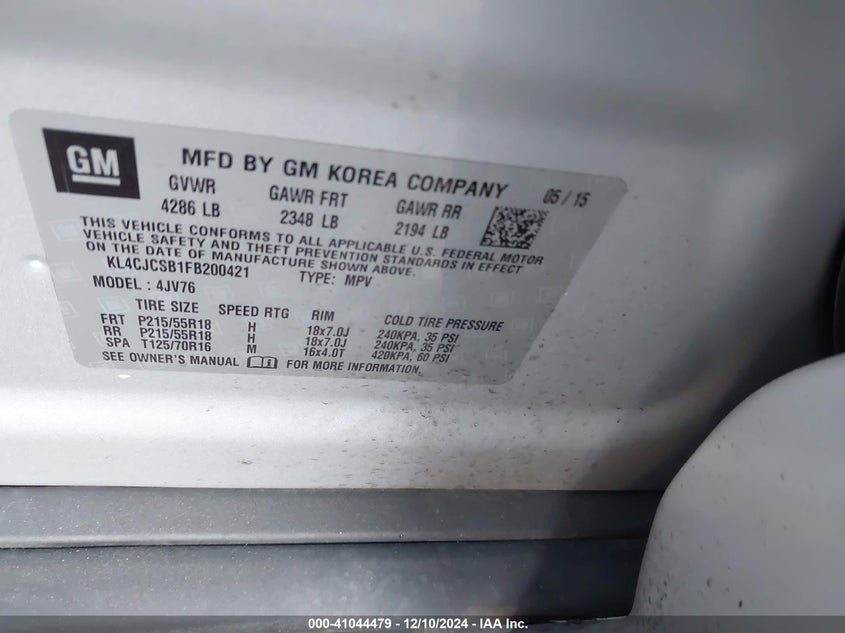 GM
MFD BY GM KOREA COMPANY 05 / 15
GVWR GAWR FRT GAWR RR
4286 LB 2348 LB 2194 LB
THIS VEHICLE CONFORMS TO ALL APPLICABLE U.S. FEDERAL MOTOR
VEHICLE SAFETY AND THEFT PREVENTION STANDARDS IN EFFECT
ON THE DATE OF MANUFACTURE SHOWN ABOVE.
KL4CJCSB1FB200421 TYPE: MPV
MODEL : 4JV76
TIRE SIZE SPEED RTG RIM COLD TIRE PRESSURE
FRT P215/55R18 H 18x7.0J 240KPA, 35 PSI
RR P215/55R18 H 18x7.0J 240KPA, 35 PSI
SPA T125/70R16 M 16x4.0T 420KPA, 60 PSI
SEE OWNER'S MANUAL FOR MORE INFORMATION.
000-41044479 - 12/10/2024 - IAA Inc.